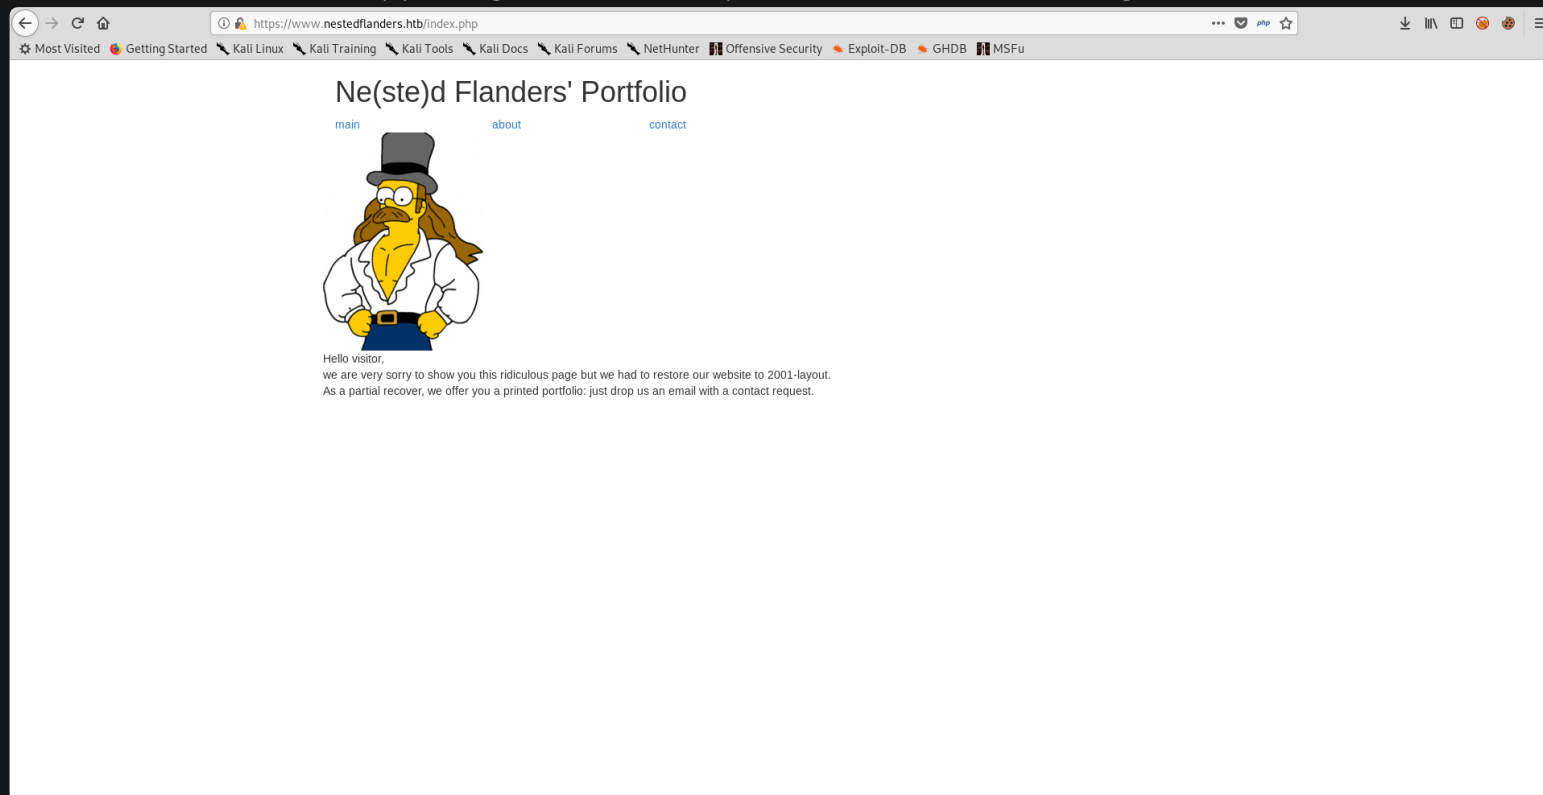 https://www.nestedflanders.htb/index.php
php
Most Visited Getting Started Kali Linux Kali Training Kali Tools Kali Docs Kali Forums NetHunter Offensive Security Exploit-DB GHDB MSFu
Ne(ste)d Flanders' Portfolio
main about contact
Hello visitor,
we are very sorry to show you this ridiculous page but we had to restore our website to 2001-layout.
As a partial recover, we offer you a printed portfolio: just drop us an email with a contact request.